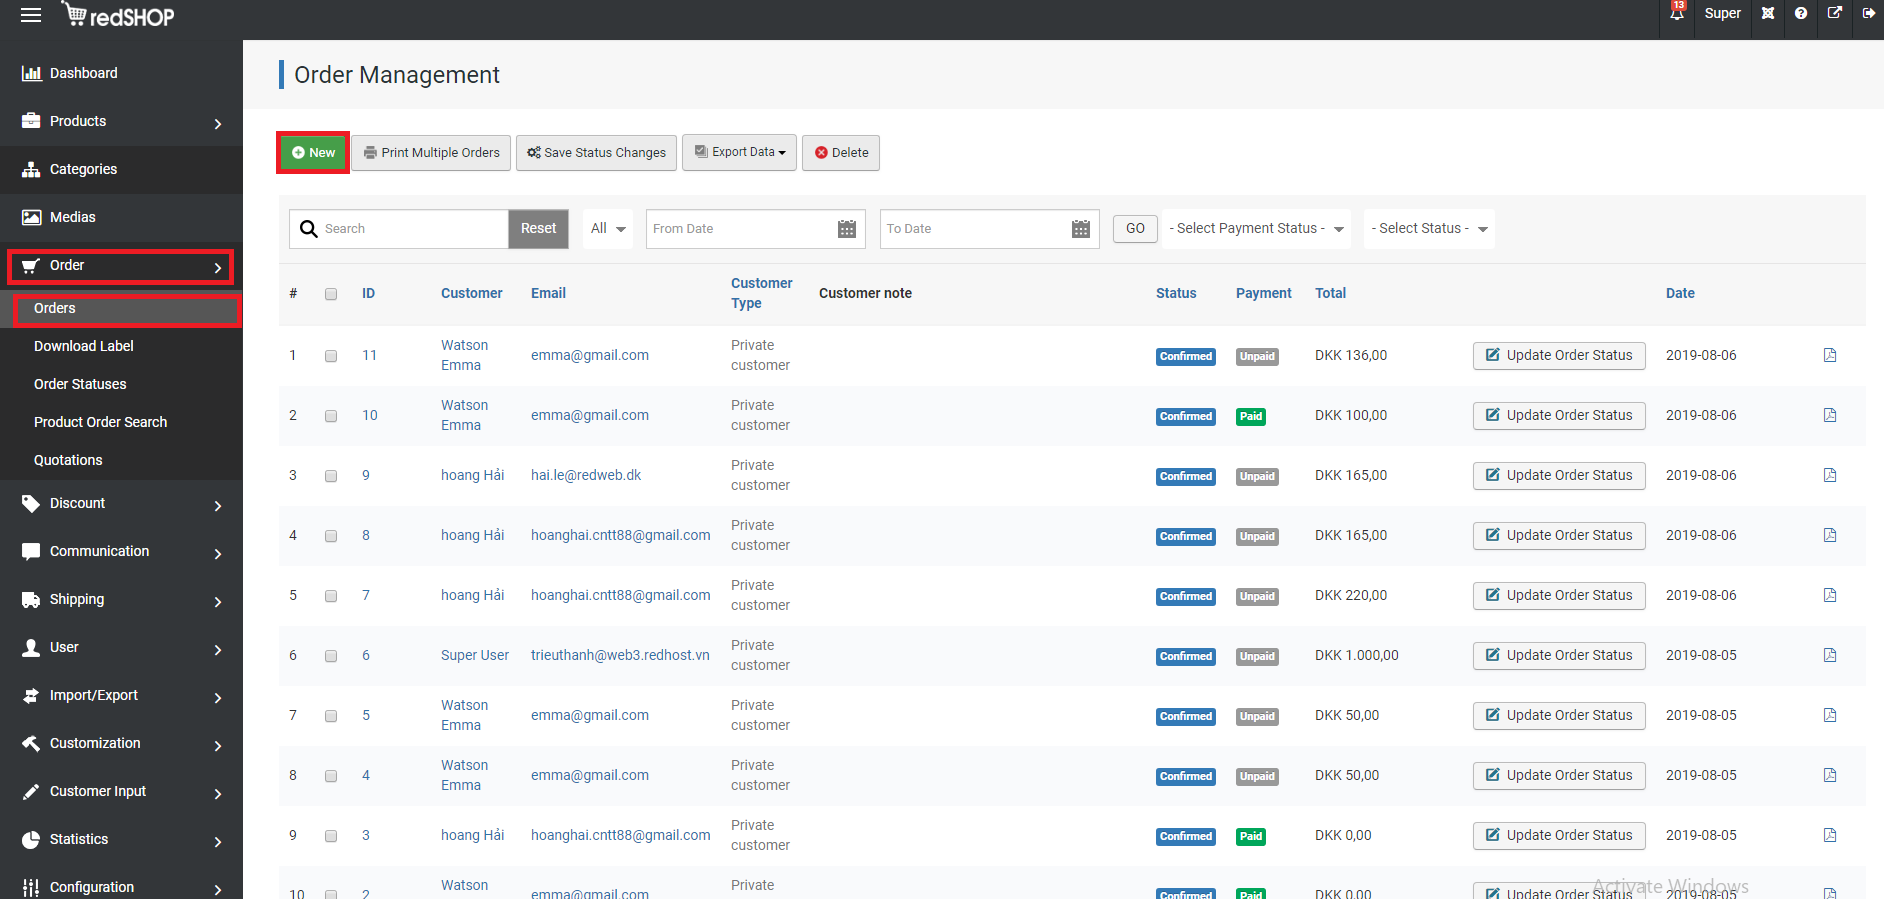 redSHOP
13
Super
Dashboard
Products
Categories
Medias
Order
Orders
Download Label
Order Statuses
Product Order Search
Quotations
Discount
Communication
Shipping
User
Import/Export
Customization
Customer Input
Statistics
Configuration
Order Management
New Print Multiple Orders Save Status Changes Export Data Delete
Search Reset All From Date To Date GO - Select Payment Status - - Select Status -
# ID Customer Email Customer Type Customer note Status Payment Total Date
1 11 Watson Emma emma@gmail.com Private customer Confirmed Unpaid DKK 136,00 Update Order Status 2019-08-06
2 10 Watson Emma emma@gmail.com Private customer Confirmed Paid DKK 100,00 Update Order Status 2019-08-06
3 9 hoang Hải hai.le@redweb.dk Private customer Confirmed Unpaid DKK 165,00 Update Order Status 2019-08-06
4 8 hoang Hải hoanghai.cntt88@gmail.com Private customer Confirmed Unpaid DKK 165,00 Update Order Status 2019-08-06
5 7 hoang Hải hoanghai.cntt88@gmail.com Private customer Confirmed Unpaid DKK 220,00 Update Order Status 2019-08-06
6 6 Super User trieuthanh@web3.redhost.vn Private customer Confirmed Unpaid DKK 1.000,00 Update Order Status 2019-08-05
7 5 Watson Emma emma@gmail.com Private customer Confirmed Unpaid DKK 50,00 Update Order Status 2019-08-05
8 4 Watson Emma emma@gmail.com Private customer Confirmed Unpaid DKK 50,00 Update Order Status 2019-08-05
9 3 hoang Hải hoanghai.cntt88@gmail.com Private customer Confirmed Paid DKK 0,00 Update Order Status 2019-08-05
10 2 Watson emma@gmail.com Private Confirmed Paid DKK 0,00 Update Order Status 2019-08-05
Activate Windows